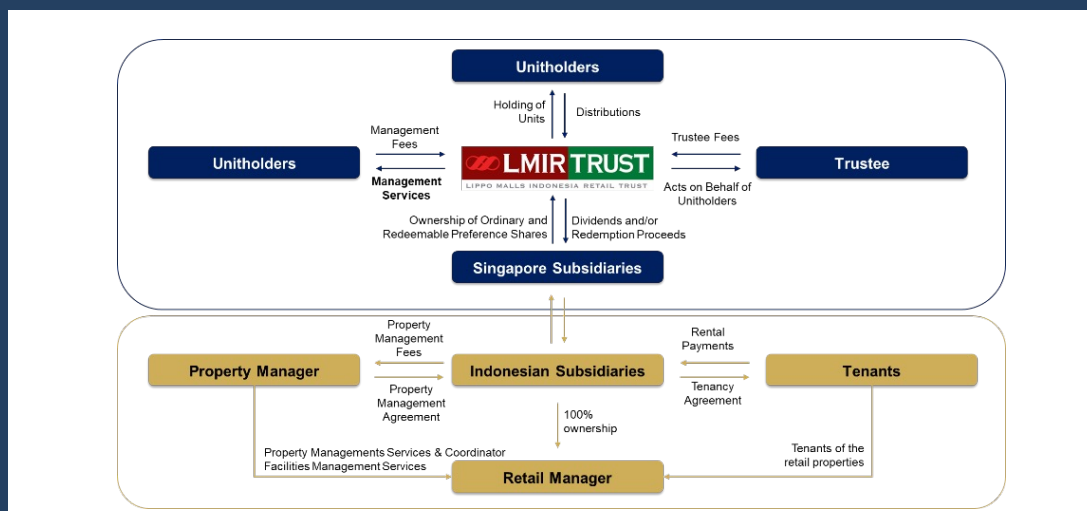 Unitholders
Holding of
Units
Distributions
Management
Fees
Trustee Fees
Unitholders
LMIR TRUST
LIPPO MALLS INDONESIA RETAIL TRUST
Trustee
Management
Services
Acts on Behalf of
Unitholders
Ownership of Ordinary and
Redeemable Preference Shares
Dividends and/or
Redemption Proceeds
Singapore Subsidiaries
Property
Management
Fees
Rental
Payments
Property Manager
Indonesian Subsidiaries
Tenants
Property
Management
Agreement
Tenancy
Agreement
100%
ownership
Property Managements Services & Coordinator
Facilities Management Services
Tenants of the
retail properties
Retail Manager